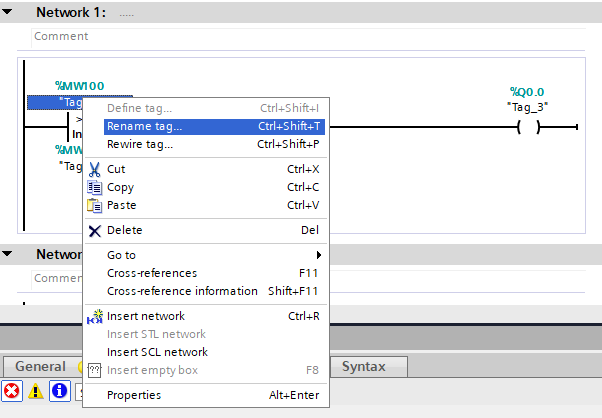 Network 1: .....
Comment
%MW100
"Tag_
%Q0.0
"Tag_3"
>
In
%MW
"Tag_
Define tag... Ctrl+Shift+I
Rename tag... Ctrl+Shift+T
Rewire tag... Ctrl+Shift+P
Cut Ctrl+X
Copy Ctrl+C
Paste Ctrl+V
Delete Del
Go to
Cross-references F11
Cross-reference information Shift+F11
Insert network Ctrl+R
Insert STL network
Insert SCL network
Insert empty box F8
Properties Alt+Enter
Netwo
Commen
General
Syntax